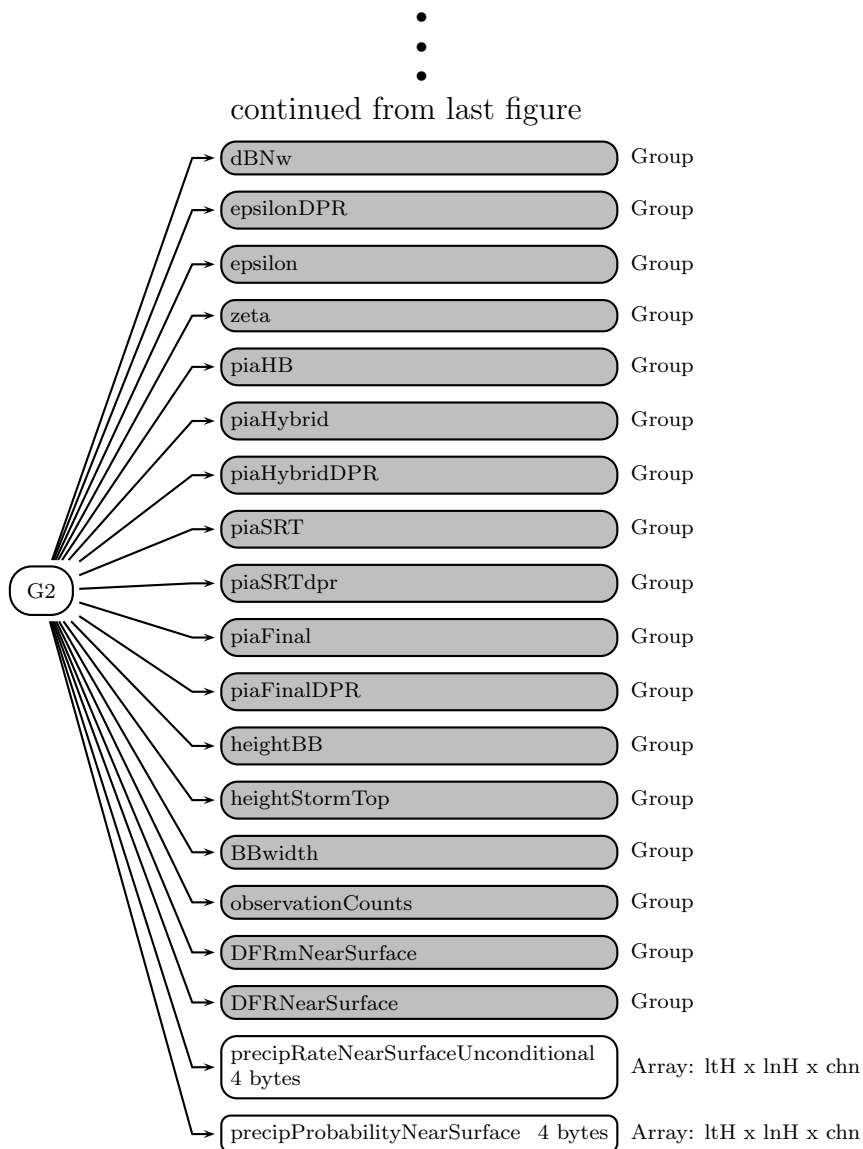 continued from last figure
dBNw Group
epsilonDPR Group
epsilon Group
zeta Group
piaHB Group
piaHybrid Group
piaHybridDPR Group
piaSRT Group
piaSRTdpr Group
G2
piaFinal Group
piaFinalDPR Group
heightBB Group
heightStormTop Group
BBwidth Group
observationCounts Group
DFRmNearSurface Group
DFRNearSurface Group
precipRateNearSurfaceUnconditional
4 bytes
Array: ltH x lnH x chn
precipProbabilityNearSurface 4 bytes Array: ltH x lnH x chn